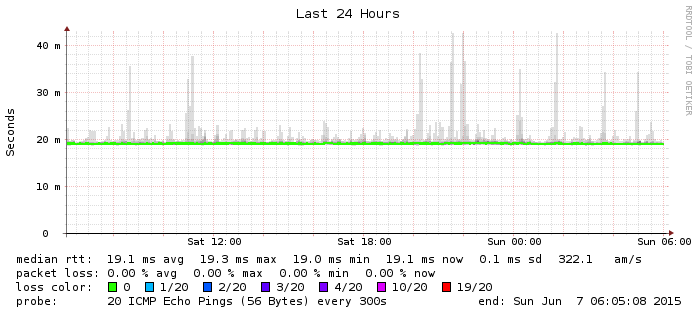 Last 24 Hours
RRDTOOL / TOBI OETIKER
Seconds
40 m
30 m
20 m
10 m
0
Sat 12:00 Sat 18:00 Sun 00:00 Sun 06:00
median rtt: 19.1 ms avg 19.3 ms max 19.0 ms min 19.1 ms now 0.1 ms sd 322.1 am/s
packet loss: 0.00 % avg 0.00 % max 0.00 % min 0.00 % now
loss color: 0 1/20 2/20 3/20 4/20 10/20 19/20
probe: 20 ICMP Echo Pings (56 Bytes) every 300s end: Sun Jun 7 06:05:08 2015